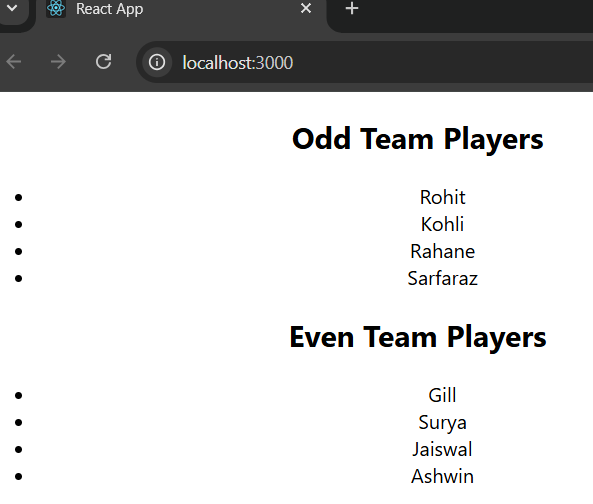 React App
localhost:3000
Odd Team Players
Rohit
Kohli
Rahane
Sarfaraz
Even Team Players
Gill
Surya
Jaiswal
Ashwin